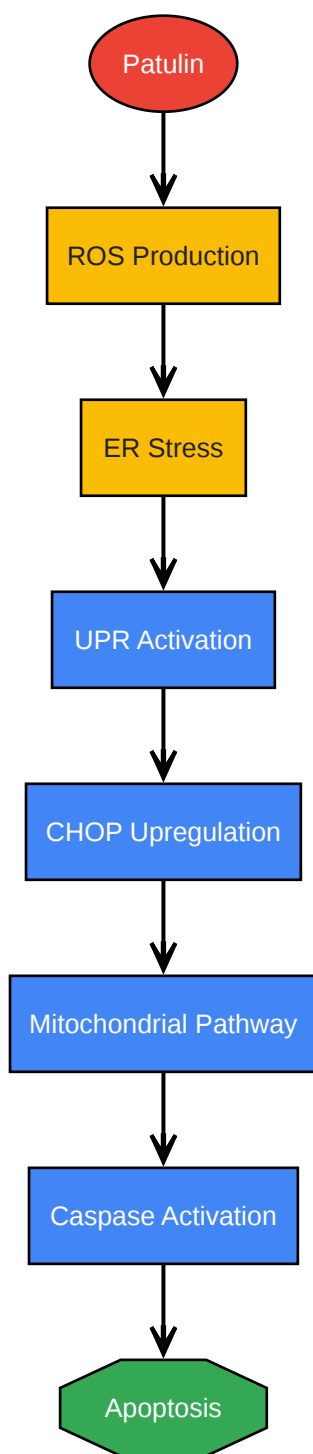 Patulin
ROS Production
ER Stress
UPR Activation
CHOP Upregulation
Mitochondrial Pathway
Caspase Activation
Apoptosis